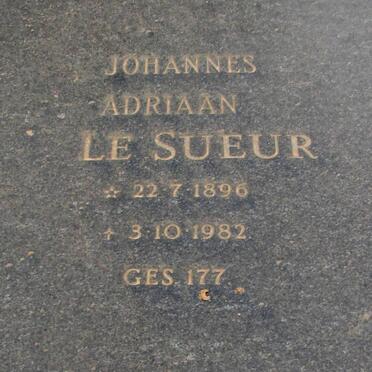 JOHANNES
ADRIAAN
LE SUEUR
☆ 22·7·1896
† 3·10·1982
GES. 177